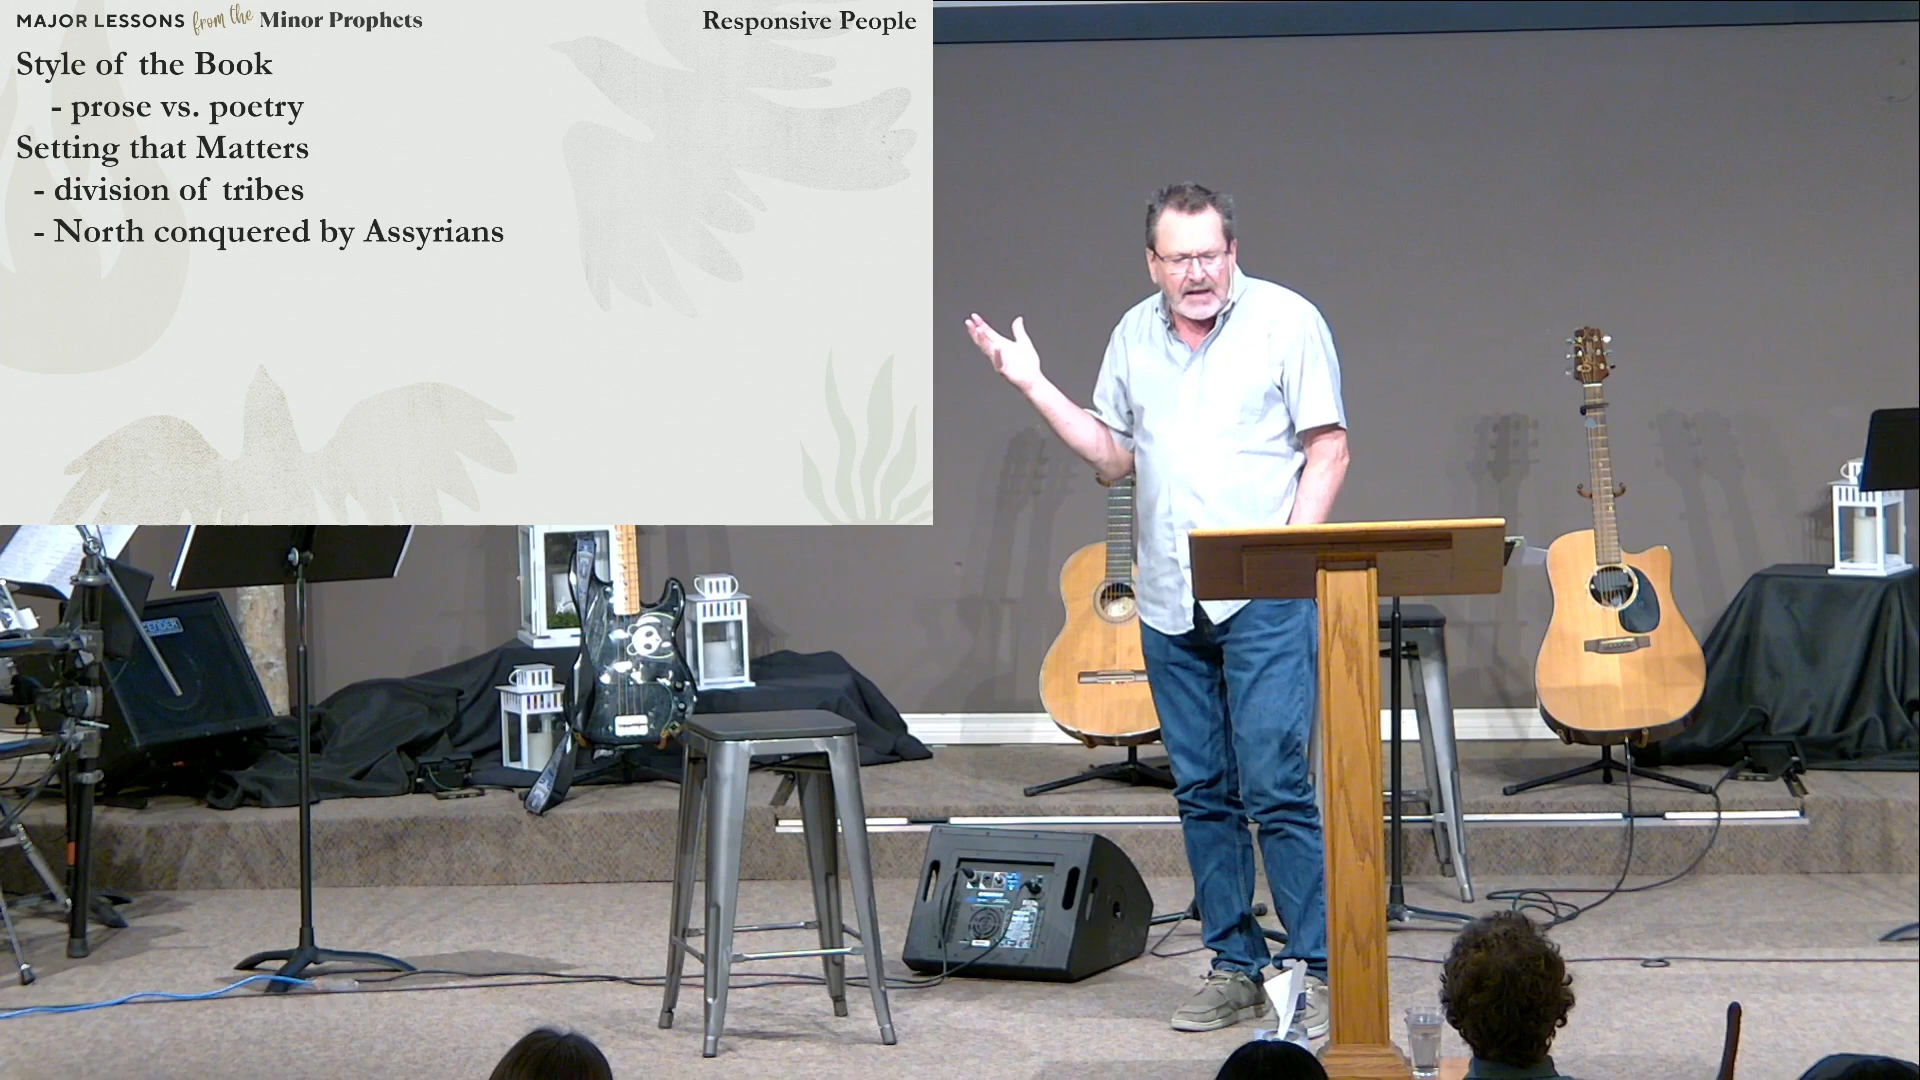 MAJOR LESSONS from the Minor Prophets
Responsive People
Style of the Book
- prose vs. poetry
Setting that Matters
- division of tribes
- North conquered by Assyrians
FENDER